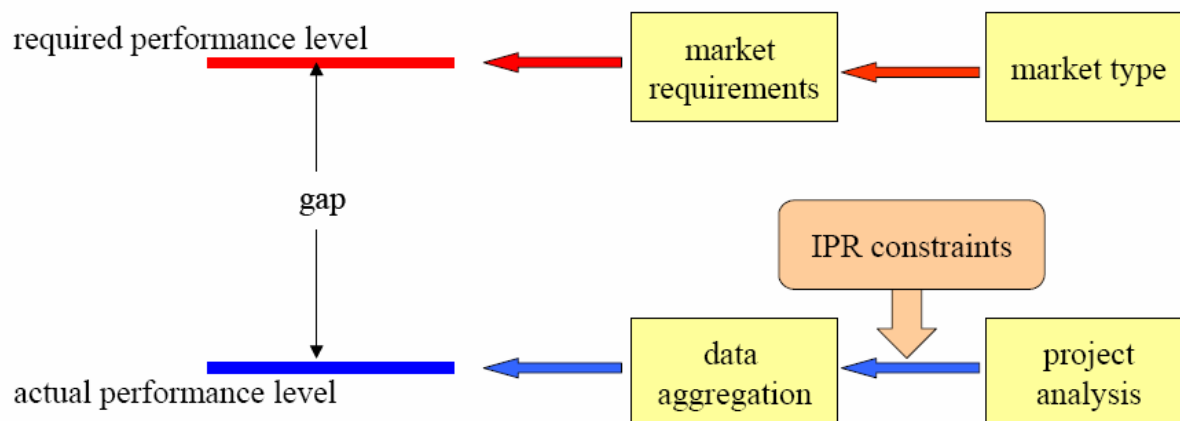 required performance level
market
requirements
market type
gap
IPR constraints
data
aggregation
project
analysis
actual performance level